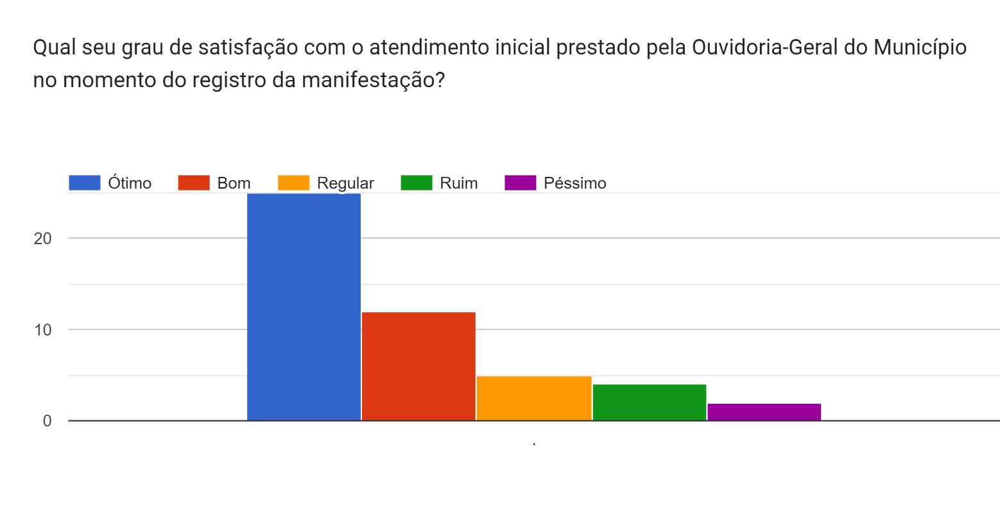 Qual seu grau de satisfação com o atendimento inicial prestado pela Ouvidoria-Geral do Município
no momento do registro da manifestação?
Ótimo Bom Regular Ruim Péssimo
20
10
0
.